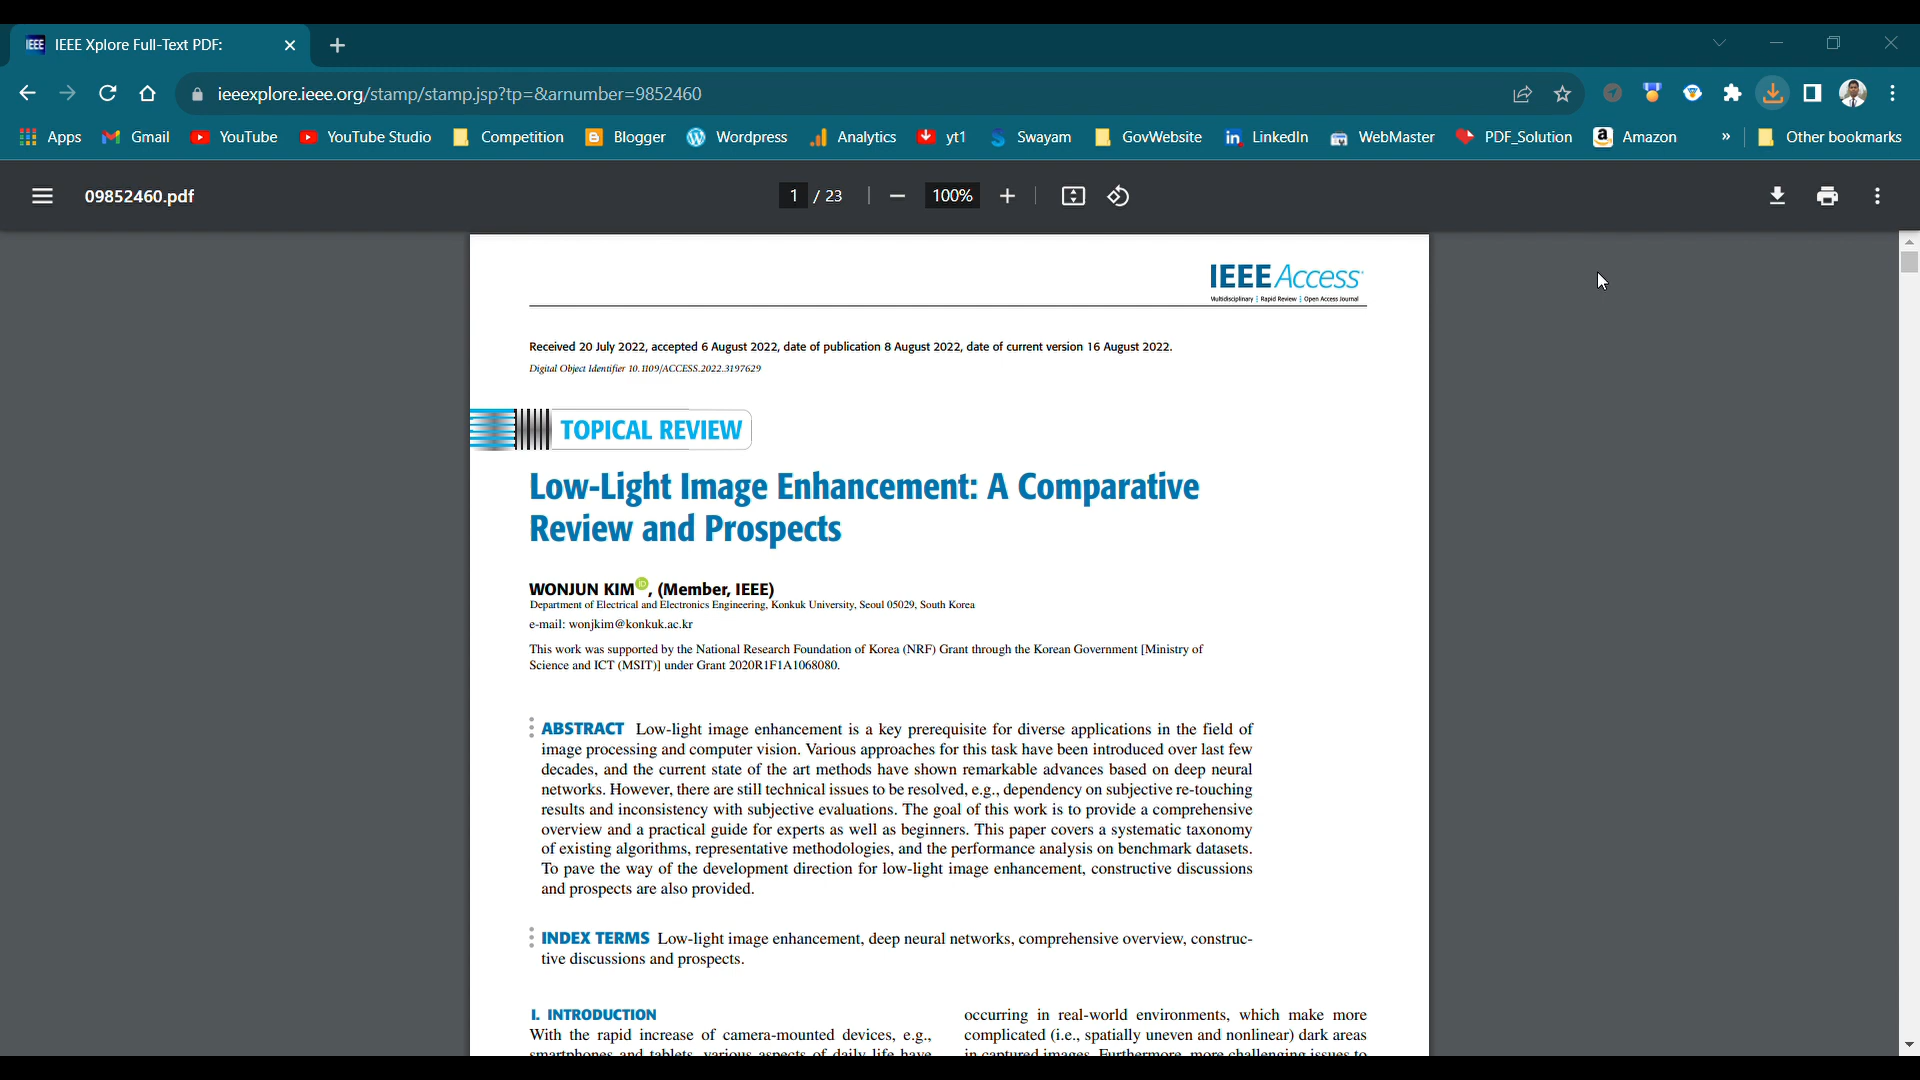 IEEE IEEE Xplore Full-Text PDF:
ieeexplore.ieee.org/stamp/stamp.jsp?tp=&arnumber=9852460
Apps Gmail YouTube YouTube Studio Competition Blogger Wordpress Analytics yt1 Swayam GovWebsite LinkedIn WebMaster PDF_Solution Amazon » Other bookmarks
09852460.pdf 1 / 23 100%
IEEE Access
Multidisciplinary | Rapid Review | Open Access Journal
Received 20 July 2022, accepted 6 August 2022, date of publication 8 August 2022, date of current version 16 August 2022.
Digital Object Identifier 10.1109/ACCESS.2022.3197629
TOPICAL REVIEW
Low-Light Image Enhancement: A Comparative
Review and Prospects
WONJUN KIM, (Member, IEEE)
Department of Electrical and Electronics Engineering, Konkuk University, Seoul 05029, South Korea
e-mail: wonjkim@konkuk.ac.kr
This work was supported by the National Research Foundation of Korea (NRF) Grant through the Korean Government [Ministry of
Science and ICT (MSIT)] under Grant 2020R1F1A1068080.
ABSTRACT Low-light image enhancement is a key prerequisite for diverse applications in the field of
image processing and computer vision. Various approaches for this task have been introduced over last few
decades, and the current state of the art methods have shown remarkable advances based on deep neural
networks. However, there are still technical issues to be resolved, e.g., dependency on subjective re-touching
results and inconsistency with subjective evaluations. The goal of this work is to provide a comprehensive
overview and a practical guide for experts as well as beginners. This paper covers a systematic taxonomy
of existing algorithms, representative methodologies, and the performance analysis on benchmark datasets.
To pave the way of the development direction for low-light image enhancement, constructive discussions
and prospects are also provided.
INDEX TERMS Low-light image enhancement, deep neural networks, comprehensive overview, construc-
tive discussions and prospects.
I. INTRODUCTION
With the rapid increase of camera-mounted devices, e.g.,
smartphones and tablets, various aspects of daily life have
occurring in real-world environments, which make more
complicated (i.e., spatially uneven and nonlinear) dark areas
in captured images. Furthermore, more challenging issues to